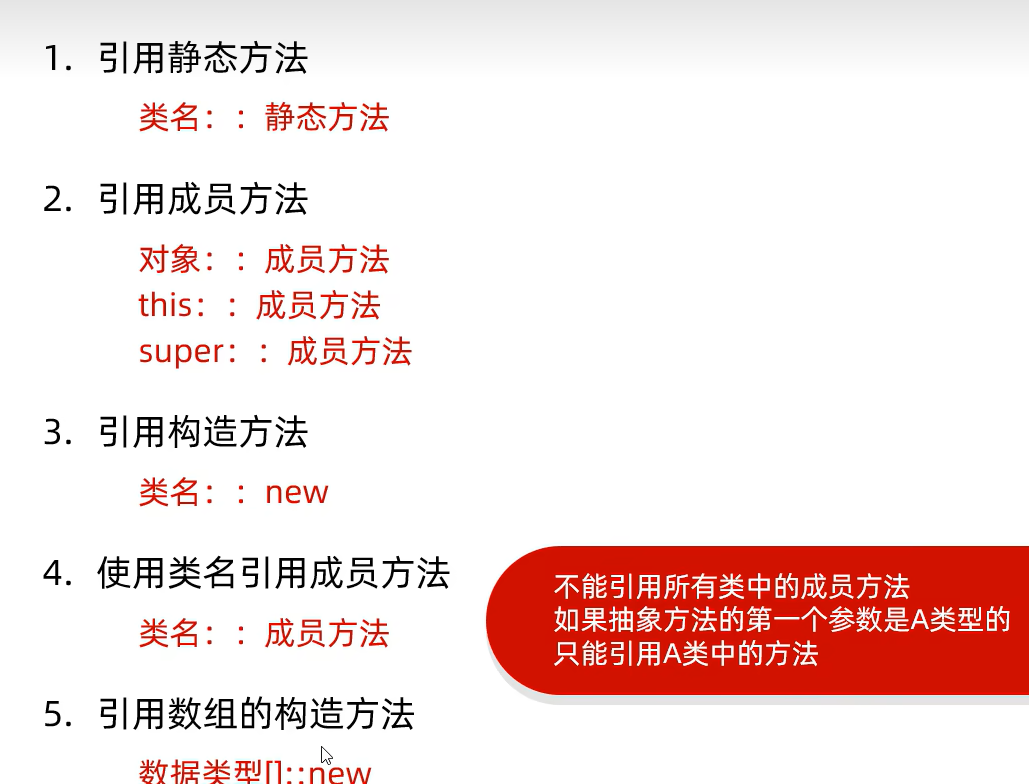 1. 引用静态方法
类名：：静态方法
2. 引用成员方法
对象：：成员方法
this：：成员方法
super：：成员方法
3. 引用构造方法
类名：：new
4. 使用类名引用成员方法
类名：：成员方法
不能引用所有类中的成员方法
如果抽象方法的第一个参数是A类型的
只能引用A类中的方法
5. 引用数组的构造方法
数据类型[]::new